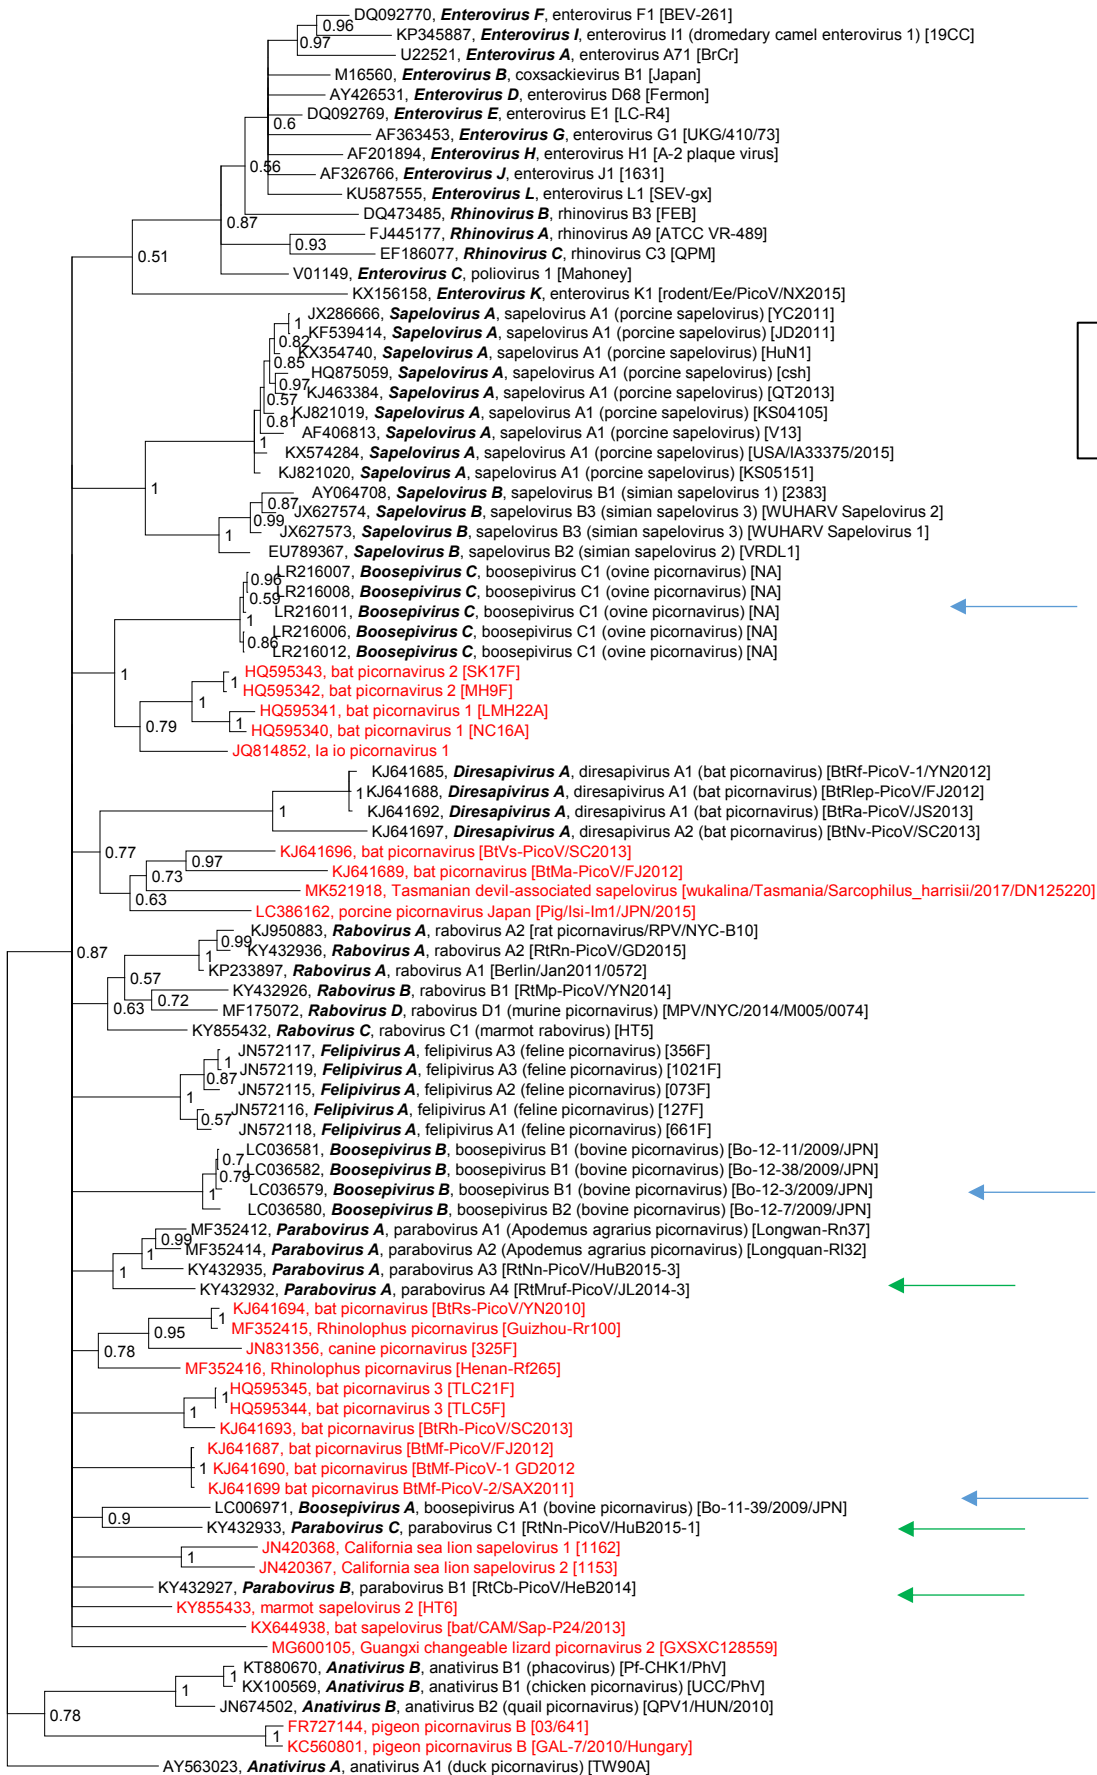 DQ092770, Enterovirus F, enterovirus F1 [BEV-261]
0.96
KP345887, Enterovirus I, enterovirus I1 (dromedary camel enterovirus 1) [19CC]
0.97
U22521, Enterovirus A, enterovirus A71 [BrCr]
M16560, Enterovirus B, coxsackievirus B1 [Japan]
AY426531, Enterovirus D, enterovirus D68 [Fermon]
DQ092769, Enterovirus E, enterovirus E1 [LC-R4]
0.6
AF363453, Enterovirus G, enterovirus G1 [UKG/410/73]
AF201894, Enterovirus H, enterovirus H1 [A-2 plaque virus]
0.56
AF326766, Enterovirus J, enterovirus J1 [1631]
KU587555, Enterovirus L, enterovirus L1 [SEV-gx]
DQ473485, Rhinovirus B, rhinovirus B3 [FEB]
0.87
FJ445177, Rhinovirus A, rhinovirus A9 [ATCC VR-489]
0.93
EF186077, Rhinovirus C, rhinovirus C3 [QPM]
0.51
V01149, Enterovirus C, poliovirus 1 [Mahoney]
KX156158, Enterovirus K, enterovirus K1 [rodent/Ee/PicoV/NX2015]
JX286666, Sapelovirus A, sapelovirus A1 (porcine sapelovirus) [YC2011]
1
KF539414, Sapelovirus A, sapelovirus A1 (porcine sapelovirus) [JD2011]
0.82
KX354740, Sapelovirus A, sapelovirus A1 (porcine sapelovirus) [HuN1]
0.85
HQ875059, Sapelovirus A, sapelovirus A1 (porcine sapelovirus) [csh]
0.97
KJ463384, Sapelovirus A, sapelovirus A1 (porcine sapelovirus) [QT2013]
0.57
KJ821019, Sapelovirus A, sapelovirus A1 (porcine sapelovirus) [KS04105]
0.81
AF406813, Sapelovirus A, sapelovirus A1 (porcine sapelovirus) [V13]
1
KX574284, Sapelovirus A, sapelovirus A1 (porcine sapelovirus) [USA/IA33375/2015]
KJ821020, Sapelovirus A, sapelovirus A1 (porcine sapelovirus) [KS05151]
1
AY064708, Sapelovirus B, sapelovirus B1 (simian sapelovirus 1) [2383]
0.87
JX627574, Sapelovirus B, sapelovirus B3 (simian sapelovirus 3) [WUHARV Sapelovirus 2]
0.99
JX627573, Sapelovirus B, sapelovirus B3 (simian sapelovirus 3) [WUHARV Sapelovirus 1]
1
EU789367, Sapelovirus B, sapelovirus B2 (simian sapelovirus 2) [VRDL1]
LR216007, Boosepivirus C, boosepivirus C1 (ovine picornavirus) [NA]
0.96
LR216008, Boosepivirus C, boosepivirus C1 (ovine picornavirus) [NA]
0.59
LR216011, Boosepivirus C, boosepivirus C1 (ovine picornavirus) [NA]
1
LR216006, Boosepivirus C, boosepivirus C1 (ovine picornavirus) [NA]
0.86
LR216012, Boosepivirus C, boosepivirus C1 (ovine picornavirus) [NA]
1
HQ595343, bat picornavirus 2 [SK17F]
1
HQ595342, bat picornavirus 2 [MH9F]
1
HQ595341, bat picornavirus 1 [LMH22A]
1
0.79
HQ595340, bat picornavirus 1 [NC16A]
JQ814852, Ia io picornavirus 1
KJ641685, Diresapivirus A, diresapivirus A1 (bat picornavirus) [BtRf-PicoV-1/YN2012]
1
KJ641688, Diresapivirus A, diresapivirus A1 (bat picornavirus) [BtRlep-PicoV/FJ2012]
1
KJ641692, Diresapivirus A, diresapivirus A1 (bat picornavirus) [BtRa-PicoV/JS2013]
KJ641697, Diresapivirus A, diresapivirus A2 (bat picornavirus) [BtNv-PicoV/SC2013]
0.77
KJ641696, bat picornavirus [BtVs-PicoV/SC2013]
0.97
KJ641689, bat picornavirus [BtMa-PicoV/FJ2012]
0.73
MK521918, Tasmanian devil-associated sapelovirus [wukalina/Tasmania/Sarcophilus_harrisii/2017/DN125220]
0.63
LC386162, porcine picornavirus Japan [Pig/Isi-Im1/JPN/2015]
KJ950883, Rabovirus A, rabovirus A2 [rat picornavirus/RPV/NYC-B10]
0.99
0.87
KY432936, Rabovirus A, rabovirus A2 [RtRn-PicoV/GD2015]
1
KP233897, Rabovirus A, rabovirus A1 [Berlin/Jan2011/0572]
0.57
KY432926, Rabovirus B, rabovirus B1 [RtMp-PicoV/YN2014]
0.72
0.63
MF175072, Rabovirus D, rabovirus D1 (murine picornavirus) [MPV/NYC/2014/M005/0074]
KY855432, Rabovirus C, rabovirus C1 (marmot rabovirus) [HT5]
JN572117, Felipivirus A, felipivirus A3 (feline picornavirus) [356F]
1
JN572119, Felipivirus A, felipivirus A3 (feline picornavirus) [1021F]
0.87
JN572115, Felipivirus A, felipivirus A2 (feline picornavirus) [073F]
1
JN572116, Felipivirus A, felipivirus A1 (feline picornavirus) [127F]
0.57
JN572118, Felipivirus A, felipivirus A1 (feline picornavirus) [661F]
LC036581, Boosepivirus B, boosepivirus B1 (bovine picornavirus) [Bo-12-11/2009/JPN]
0.7
LC036582, Boosepivirus B, boosepivirus B1 (bovine picornavirus) [Bo-12-38/2009/JPN]
0.79
LC036579, Boosepivirus B, boosepivirus B1 (bovine picornavirus) [Bo-12-3/2009/JPN]
1
LC036580, Boosepivirus B, boosepivirus B2 (bovine picornavirus) [Bo-12-7/2009/JPN]
MF352412, Parabovirus A, parabovirus A1 (Apodemus agrarius picornavirus) [Longwan-Rn37]
0.99
MF352414, Parabovirus A, parabovirus A2 (Apodemus agrarius picornavirus) [Longquan-Rl32]
1
KY432935, Parabovirus A, parabovirus A3 [RtNn-PicoV/HuB2015-3]
1
KY432932, Parabovirus A, parabovirus A4 [RtMruf-PicoV/JL2014-3]
KJ641694, bat picornavirus [BtRs-PicoV/YN2010]
1
MF352415, Rhinolophus picornavirus [Guizhou-Rr100]
0.95
JN831356, canine picornavirus [325F]
0.78
MF352416, Rhinolophus picornavirus [Henan-Rf265]
HQ595345, bat picornavirus 3 [TLC21F]
1
HQ595344, bat picornavirus 3 [TLC5F]
1
KJ641693, bat picornavirus [BtRh-PicoV/SC2013]
KJ641687, bat picornavirus [BtMf-PicoV/FJ2012]
1
KJ641690, bat picornavirus [BtMf-PicoV-1 GD2012
KJ641699 bat picornavirus BtMf-PicoV-2/SAX2011]
LC006971, Boosepivirus A, boosepivirus A1 (bovine picornavirus) [Bo-11-39/2009/JPN]
0.9
KY432933, Parabovirus C, parabovirus C1 [RtNn-PicoV/HuB2015-1]
JN420368, California sea lion sapelovirus 1 [1162]
1
JN420367, California sea lion sapelovirus 2 [1153]
KY432927, Parabovirus B, parabovirus B1 [RtCb-PicoV/HeB2014]
KY855433, marmot sapelovirus 2 [HT6]
KX644938, bat sapelovirus [bat/CAM/Sap-P24/2013]
MG600105, Guangxi changeable lizard picornavirus 2 [GXSXC128559]
KT880670, Anativirus B, anativirus B1 (phacovirus) [Pf-CHK1/PhV]
1
KX100569, Anativirus B, anativirus B1 (chicken picornavirus) [UCC/PhV]
1
JN674502, Anativirus B, anativirus B2 (quail picornavirus) [QPV1/HUN/2010]
0.78
FR727144, pigeon picornavirus B [03/641]
1
KC560801, pigeon picornavirus B [GAL-7/2010/Hungary]
AY563023, Anativirus A, anativirus A1 (duck picornavirus) [TW90A]